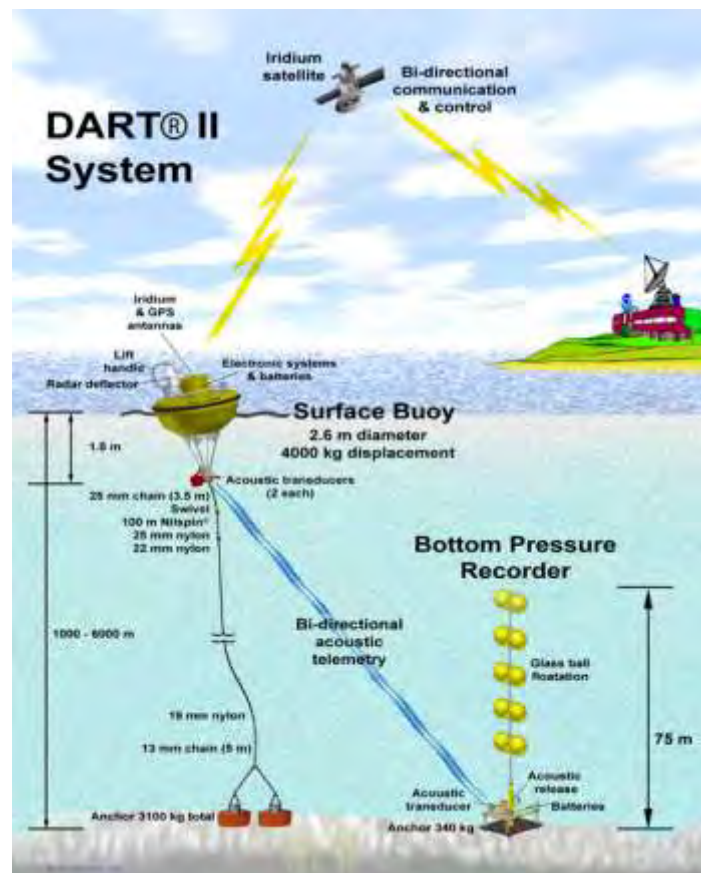 Iridium
satellite
Bi-directional
communication
& control
DART® II
System
Iridium
& GPS
antennas
Lift
handle
Radar deflector
Electronic systems
& batteries
Surface Buoy
2.6 m diameter
4000 kg displacement
1.8 m
Acoustic transducers
(2 each)
25 mm chain (3.5 m)
Swivel
100 m Nilspin®
25 mm nylon
22 mm nylon
Bottom Pressure
Recorder
1000 - 6000 m
Bi-directional
acoustic
telemetry
Glass ball
floatation
19 mm nylon
75 m
13 mm chain (5 m)
Acoustic
release
Acoustic
transducer
Batteries
Anchor 3100 kg total
Anchor 340 kg